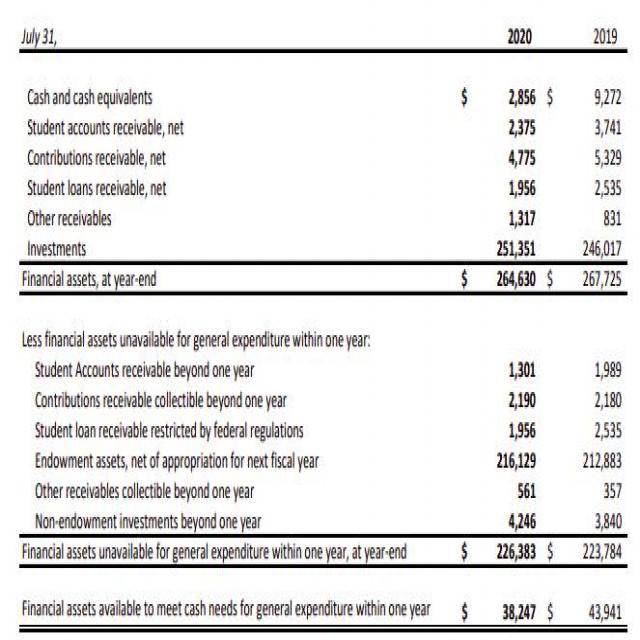 July 31, 2020 2019
Cash and cash equivalents $ 2,856 $ 9,272
Student accounts receivable, net 2,375 3,741
Contributions receivable, net 4,775 5,329
Student loans receivable, net 1,956 2,535
Other receivables 1,317 831
Investments 251,351 246,017
Financial assets, at year-end $ 264,630 $ 267,725
Less financial assets unavailable for general expenditure within one year:
Student Accounts receivable beyond one year 1,301 1,989
Contributions receivable collectible beyond one year 2,190 2,180
Student loan receivable restricted by federal regulations 1,956 2,535
Endowment assets, net of appropriation for next fiscal year 216,129 212,883
Other receivables collectible beyond one year 561 357
Non-endowment investments beyond one year 4,246 3,840
Financial assets unavailable for general expenditure within one year, at year-end $ 226,383 $ 223,784
Financial assets available to meet cash needs for general expenditure within one year $ 38,247 $ 43,941